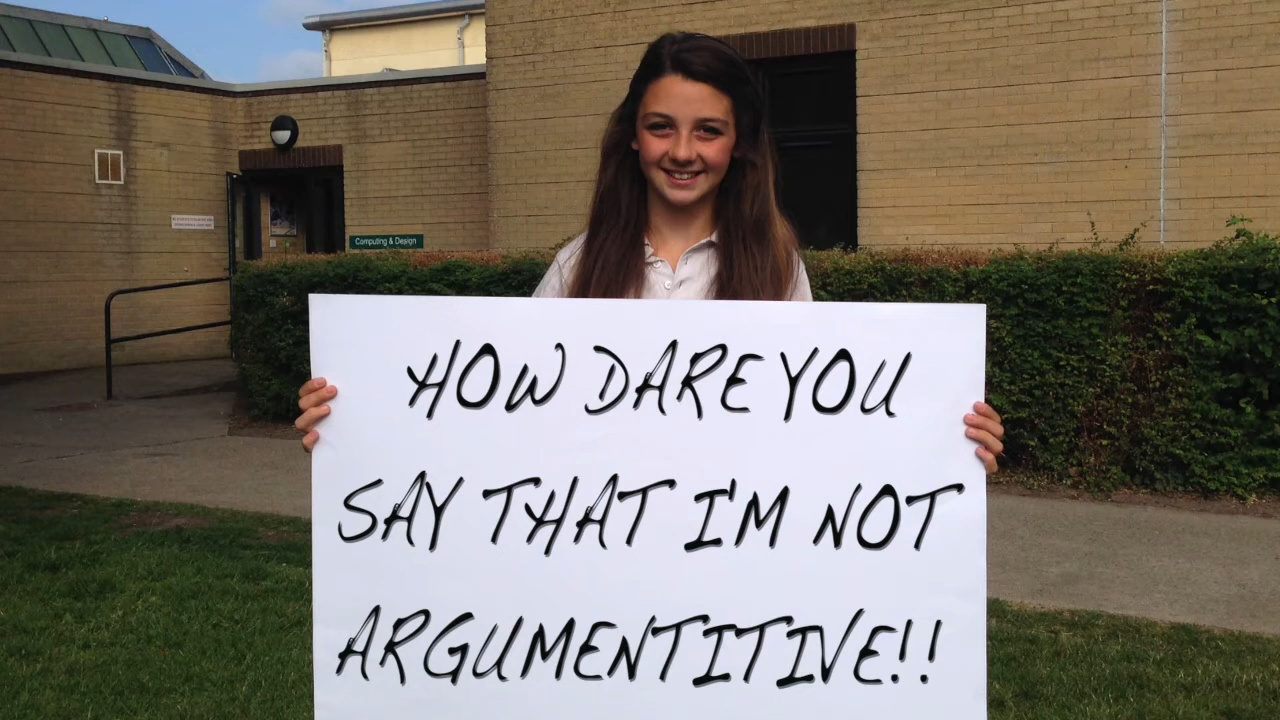 Computing & Design
HOW DARE YOU
SAY THAT I'M NOT
ARGUMENTITIVE!!